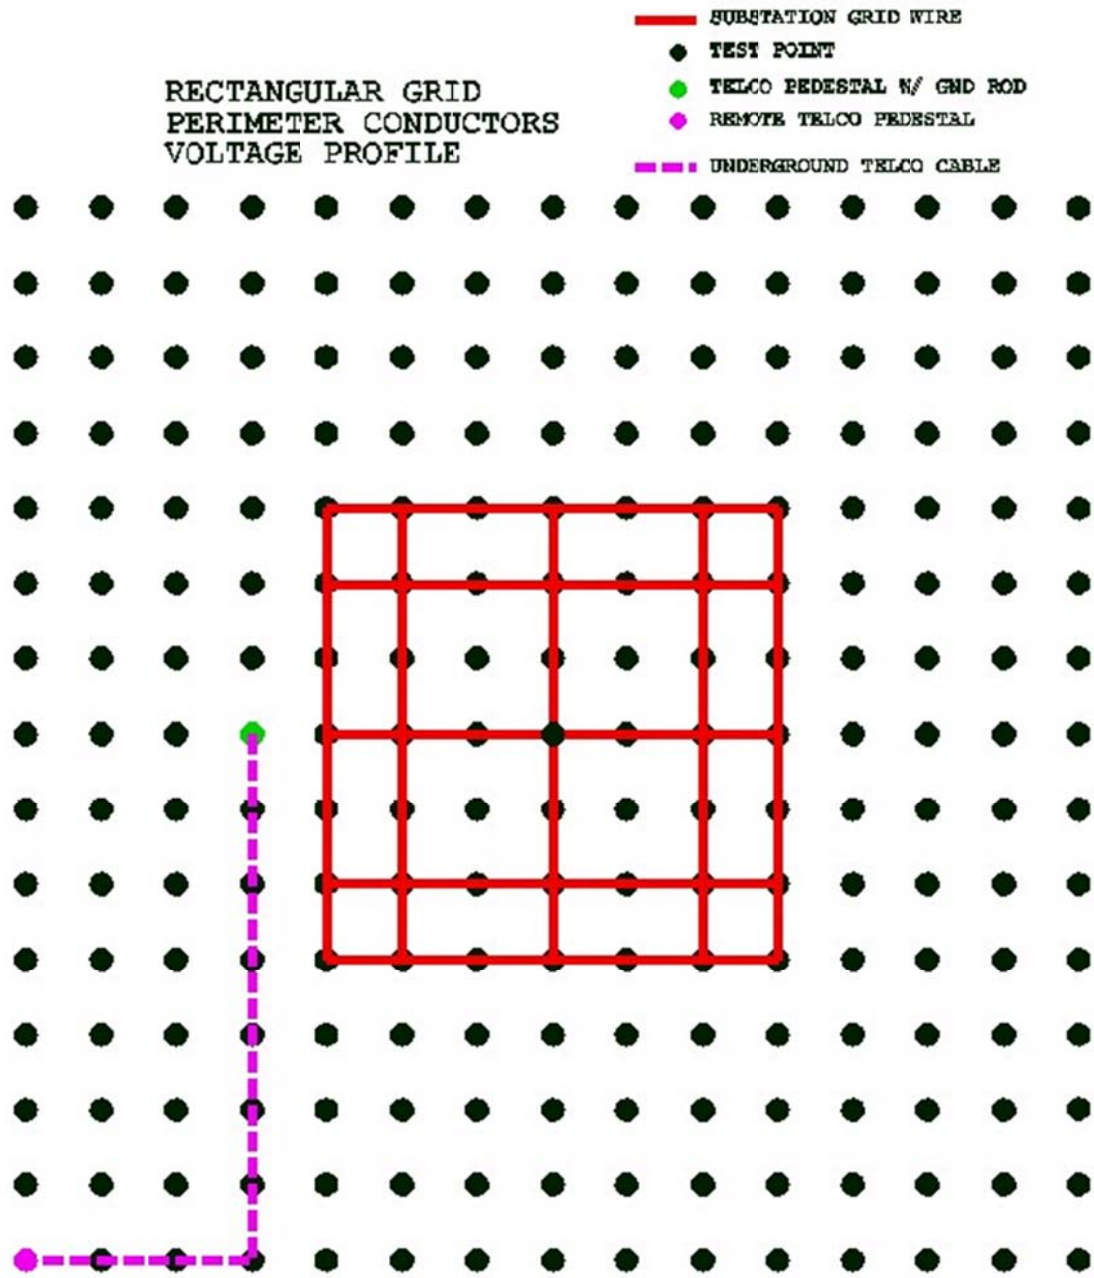 SUBSTATION GRID WIRE
TEST POINT
TELCO PEDESTAL W/ GND ROD
REMOTE TELCO PEDESTAL
UNDERGROUND TELCO CABLE
RECTANGULAR GRID
PERIMETER CONDUCTORS
VOLTAGE PROFILE